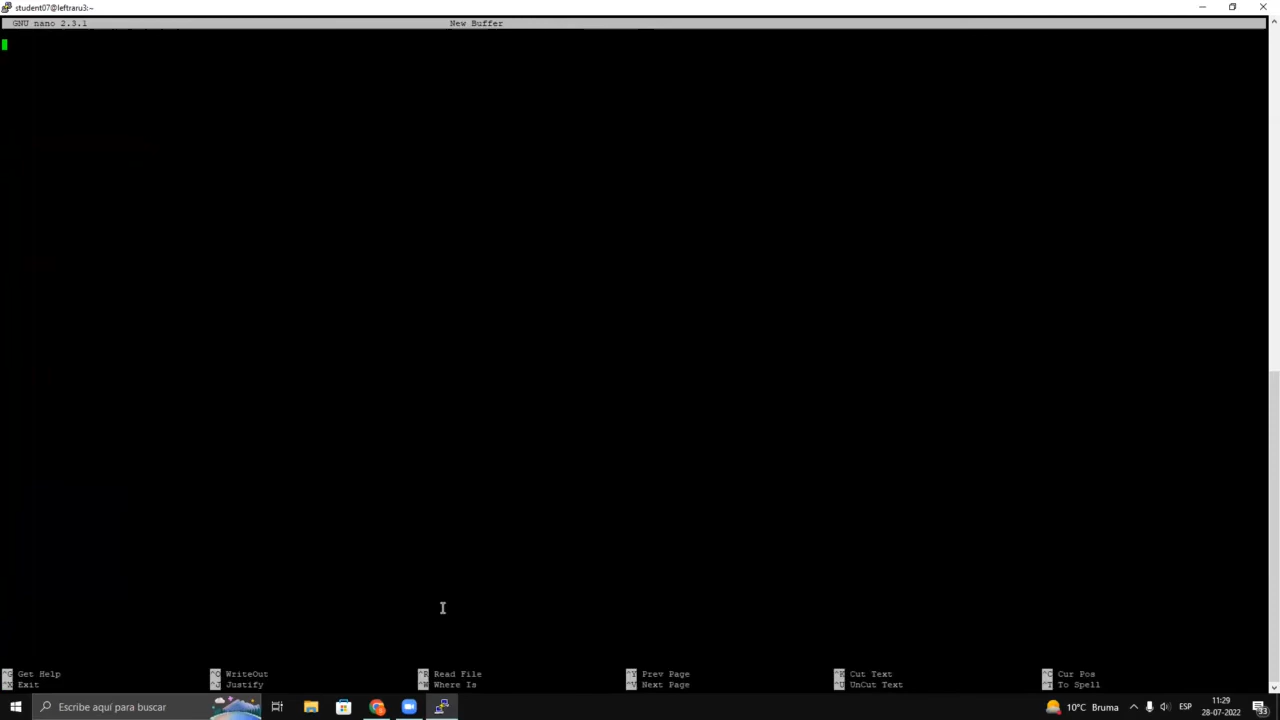 student07@leftraru3:~
GNU nano 2.3.1 New Buffer
^G Get Help ^O WriteOut ^R Read File ^Y Prev Page ^K Cut Text ^C Cur Pos
^X Exit ^J Justify ^W Where Is ^V Next Page ^U UnCut Text ^T To Spell
Escribe aquí para buscar 10°C Bruma ESP 11:29
28-07-2022 33